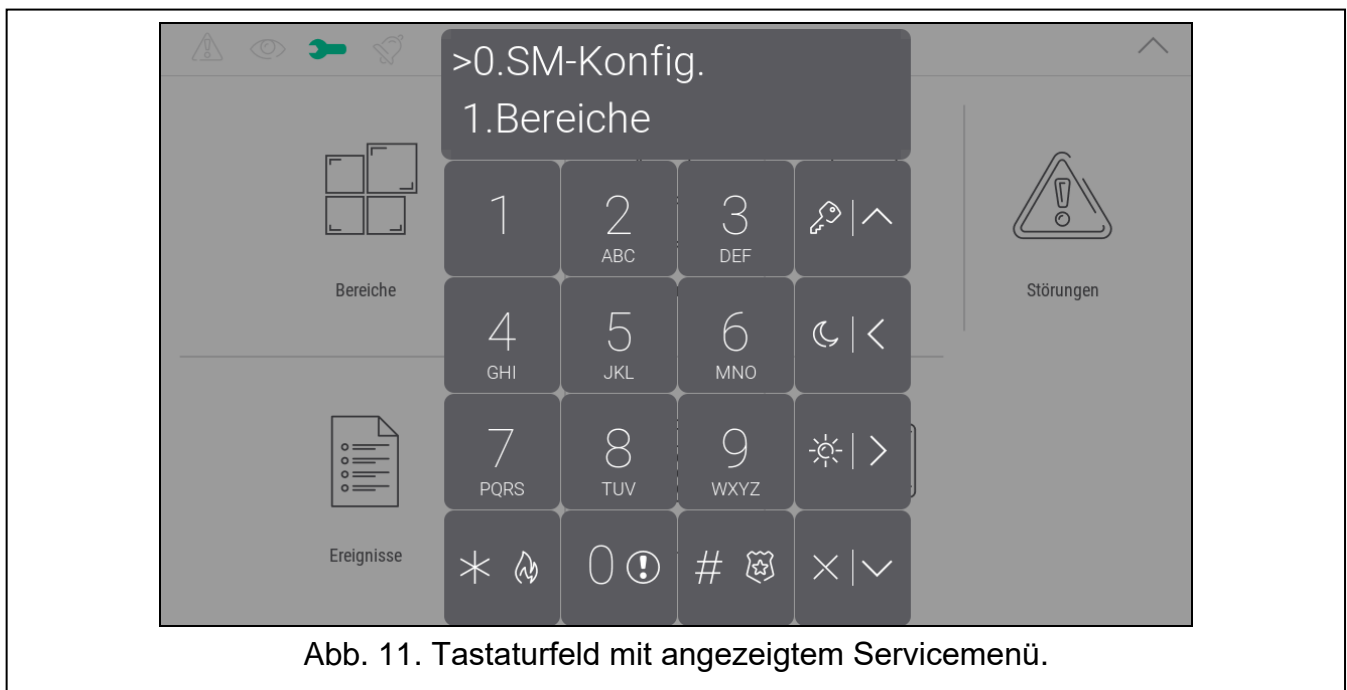 >0.SM-Konfig.
1.Bereiche
1
2
3
ABC
DEF
Bereiche
Störungen
4
5
6
GHI
JKL
MNO
7
8
9
PQRS
TUV
WXYZ
Ereignisse
* 0 #
Abb. 11. Tastaturfeld mit angezeigtem Servicemenü.